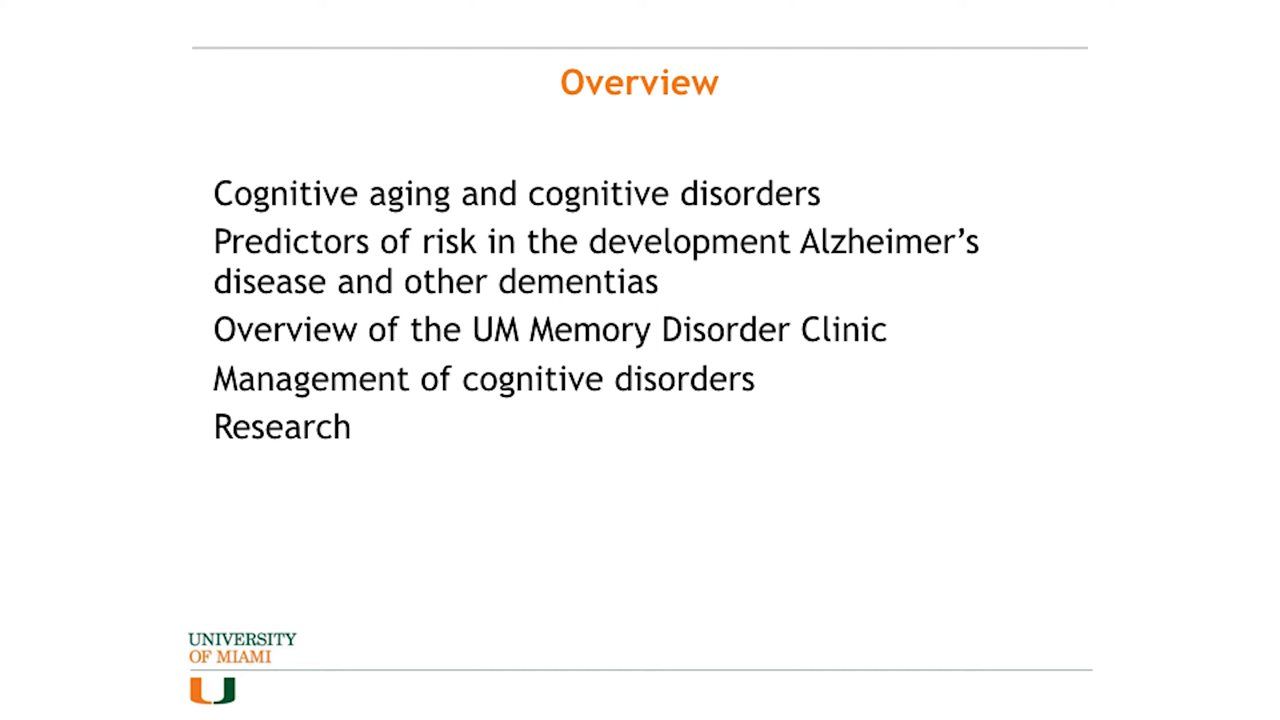 Overview
Cognitive aging and cognitive disorders
Predictors of risk in the development Alzheimer’s
disease and other dementias
Overview of the UM Memory Disorder Clinic
Management of cognitive disorders
Research
UNIVERSITY
OF MIAMI